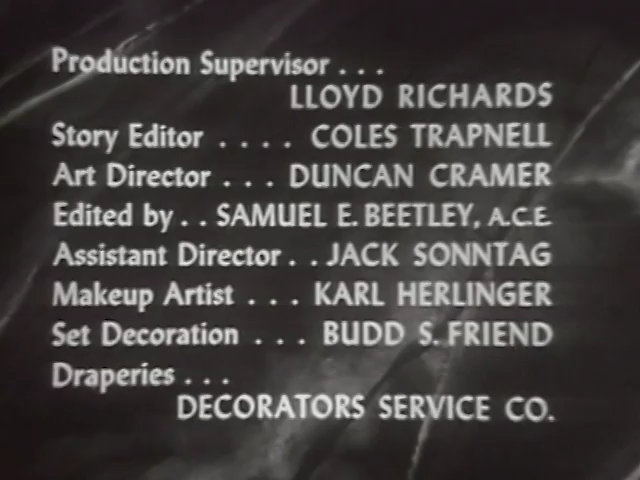 Production Supervisor . . .
LLOYD RICHARDS
Story Editor . . . . COLES TRAPNELL
Art Director . . . DUNCAN CRAMER
Edited by . . SAMUEL E. BEETLEY, A.C.E.
Assistant Director . . JACK SONNTAG
Makeup Artist . . . KARL HERLINGER
Set Decoration . . . BUDD S. FRIEND
Draperies . . .
DECORATORS SERVICE CO.